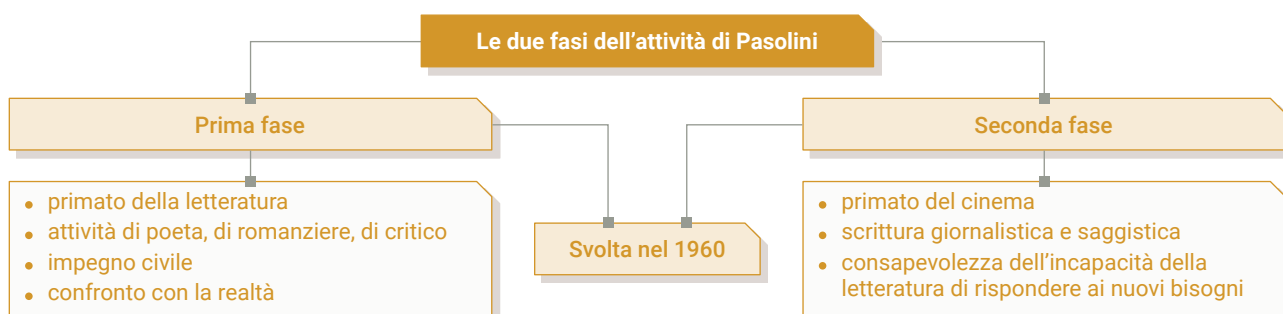 Le due fasi dell’attività di Pasolini
Prima fase
• primato della letteratura
• attività di poeta, di romanziere, di critico
• impegno civile
• confronto con la realtà
Svolta nel 1960
Seconda fase
• primato del cinema
• scrittura giornalistica e saggistica
• consapevolezza dell’incapacità della
letteratura di rispondere ai nuovi bisogni